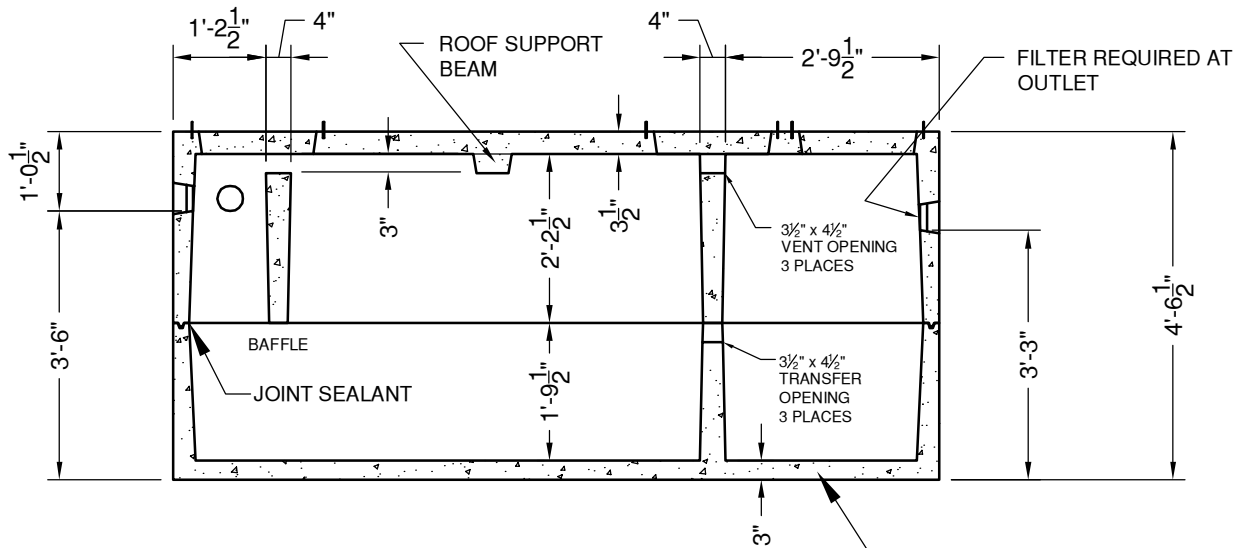 1'-2½"
4"
ROOF SUPPORT
BEAM
4"
2'-9½"
FILTER REQUIRED AT
OUTLET
1'-0½"
3"
2'-2½"
3½"
3½" x 4½"
VENT OPENING
3 PLACES
4'-6½"
3'-6"
BAFFLE
JOINT SEALANT
1'-9½"
3½" x 4½"
TRANSFER
OPENING
3 PLACES
3'-3"
3"